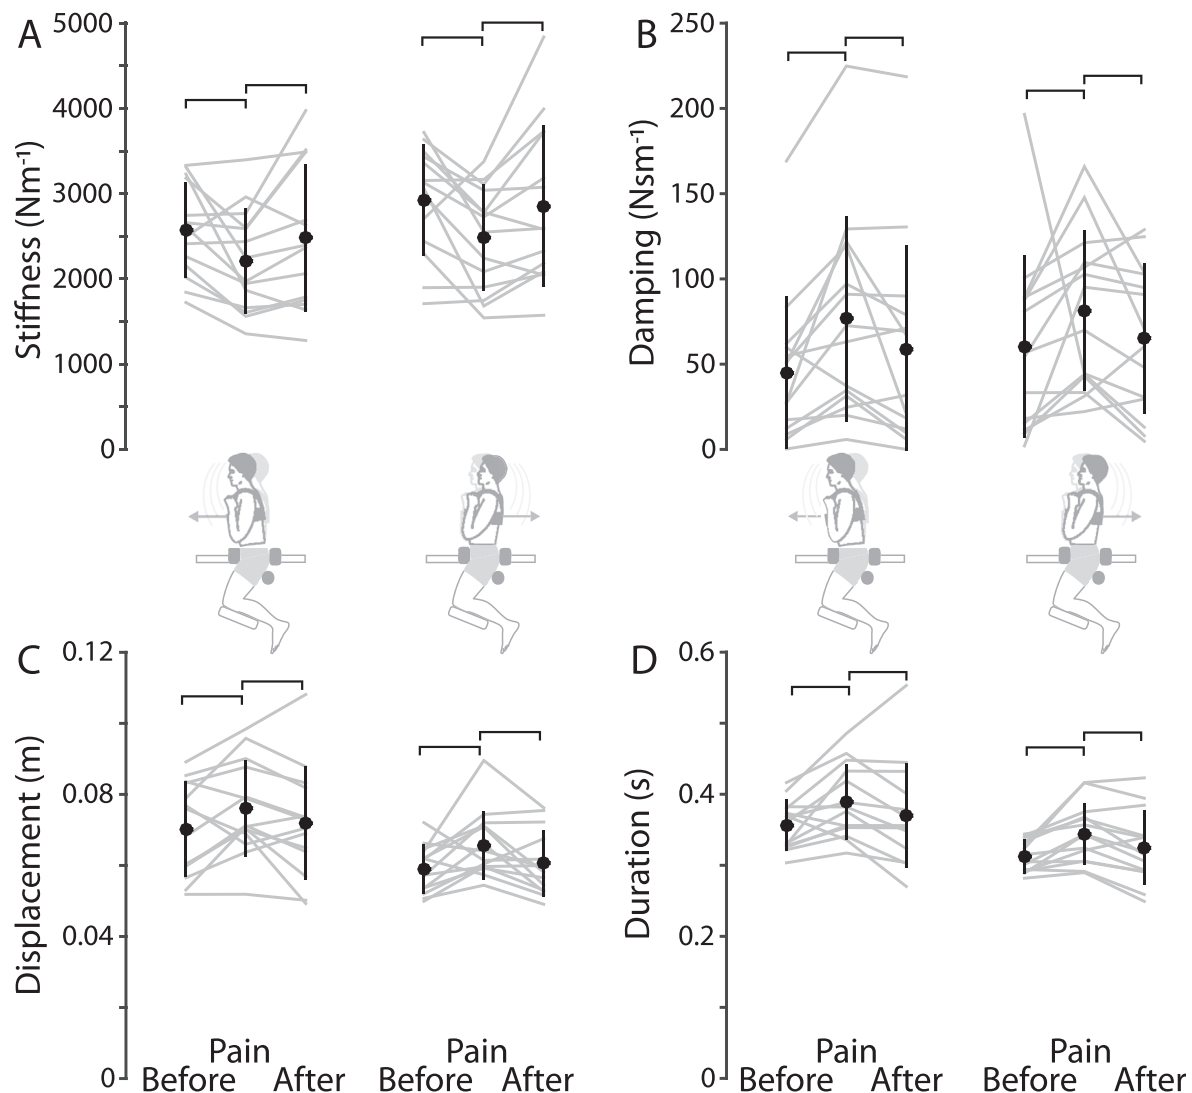 A
Stiffness (Nm⁻¹)
5000
4000
3000
2000
1000
0
B
Damping (Nsm⁻¹)
250
200
150
100
50
0
C
Displacement (m)
0.12
0.08
0.04
0
Pain
Before After
Pain
Before After
D
Duration (s)
0.6
0.4
0.2
0
Pain
Before After
Pain
Before After